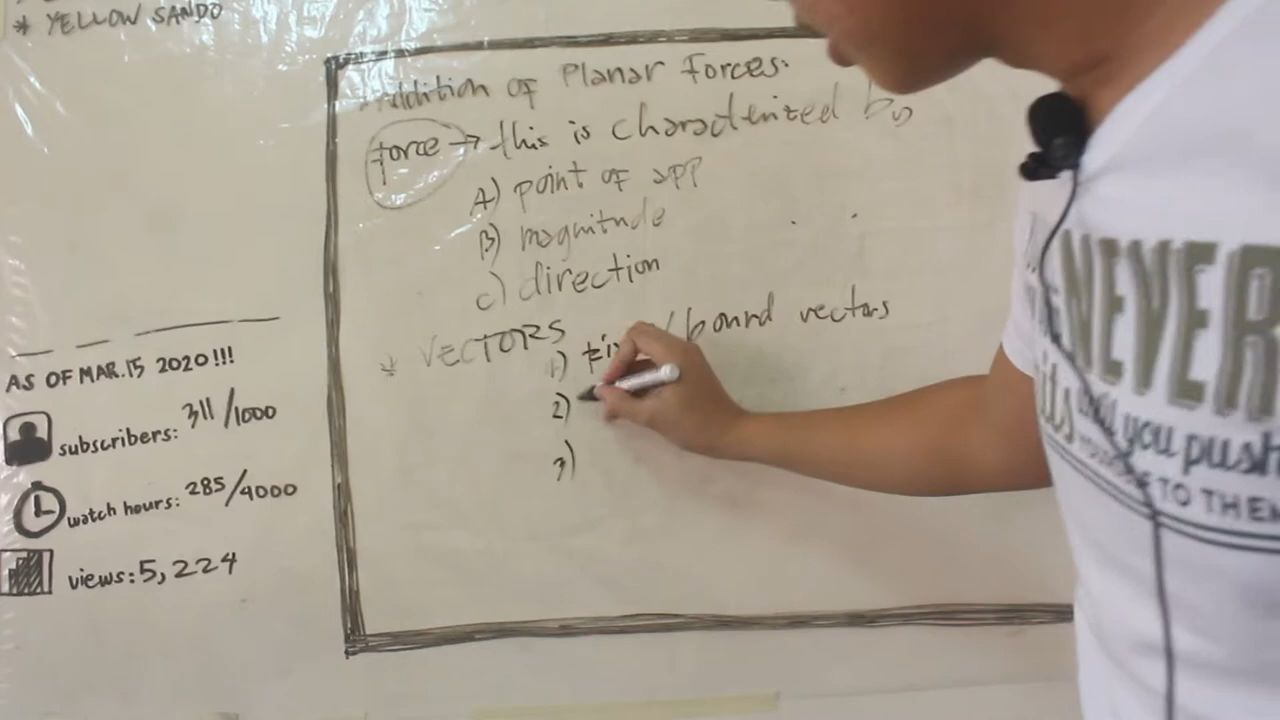 * YELLOW SANDO
Addition of Planar Forces:
force → this is characterized by
A) point of app
B) magnitude
C) direction
* VECTORS
1) / bound vectors
2)
3)
AS OF MAR.15 2020!!!
subscribers: 311/1000
watch hours: 285/4000
views: 5,224
NEVER
you push
TO THEM